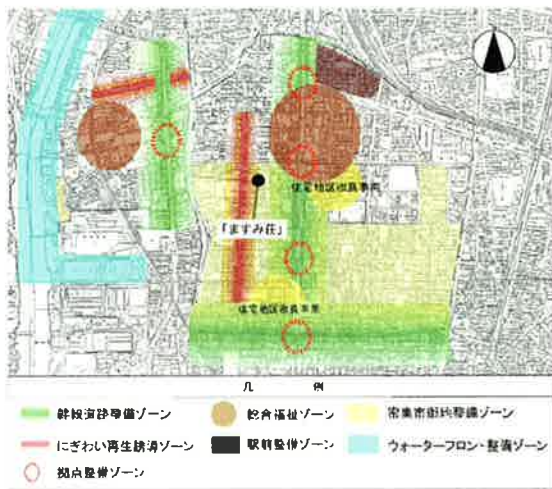 住宅地区改良事業
「ますみ荘」
住宅地区改良事業
凡 例
幹線道路整備ゾーン
総合福祉ゾーン
密集市街地整備ゾーン
にぎわい再生誘導ゾーン
駅前整備ゾーン
ウォーターフロント整備ゾーン
拠点整備ゾーン